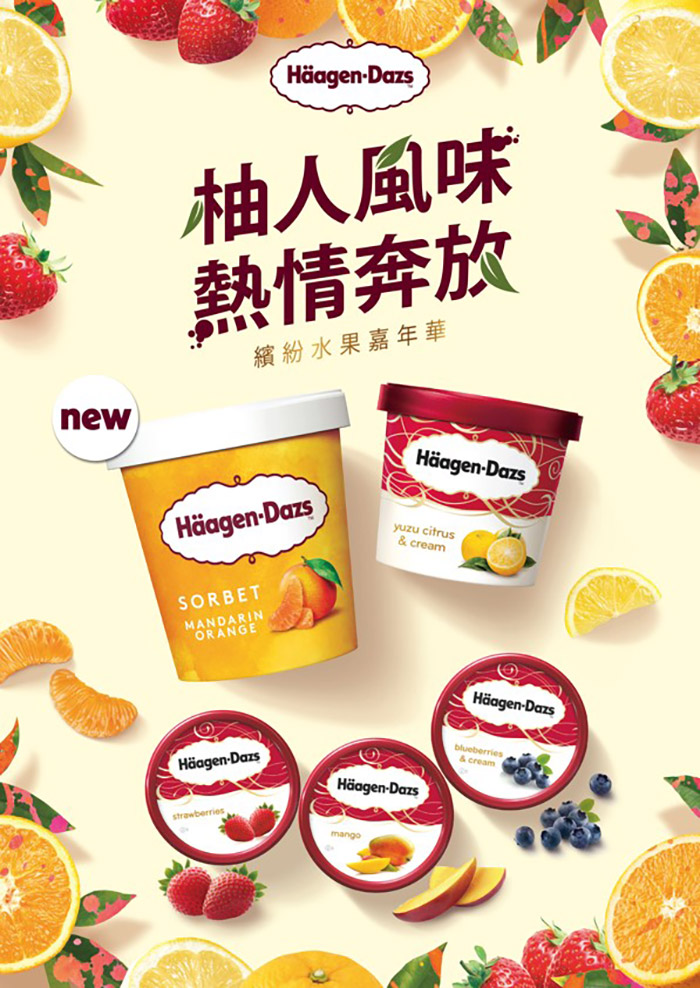 Häagen-Dazs
柚人風味
熱情奔放
繽紛水果嘉年華
new
Häagen-Dazs™
SORBET
MANDARIN
ORANGE
Häagen-Dazs
yuzu citrus
& cream
Häagen-Dazs
blueberries
& cream
Häagen-Dazs
strawberries
Häagen-Dazs
mango